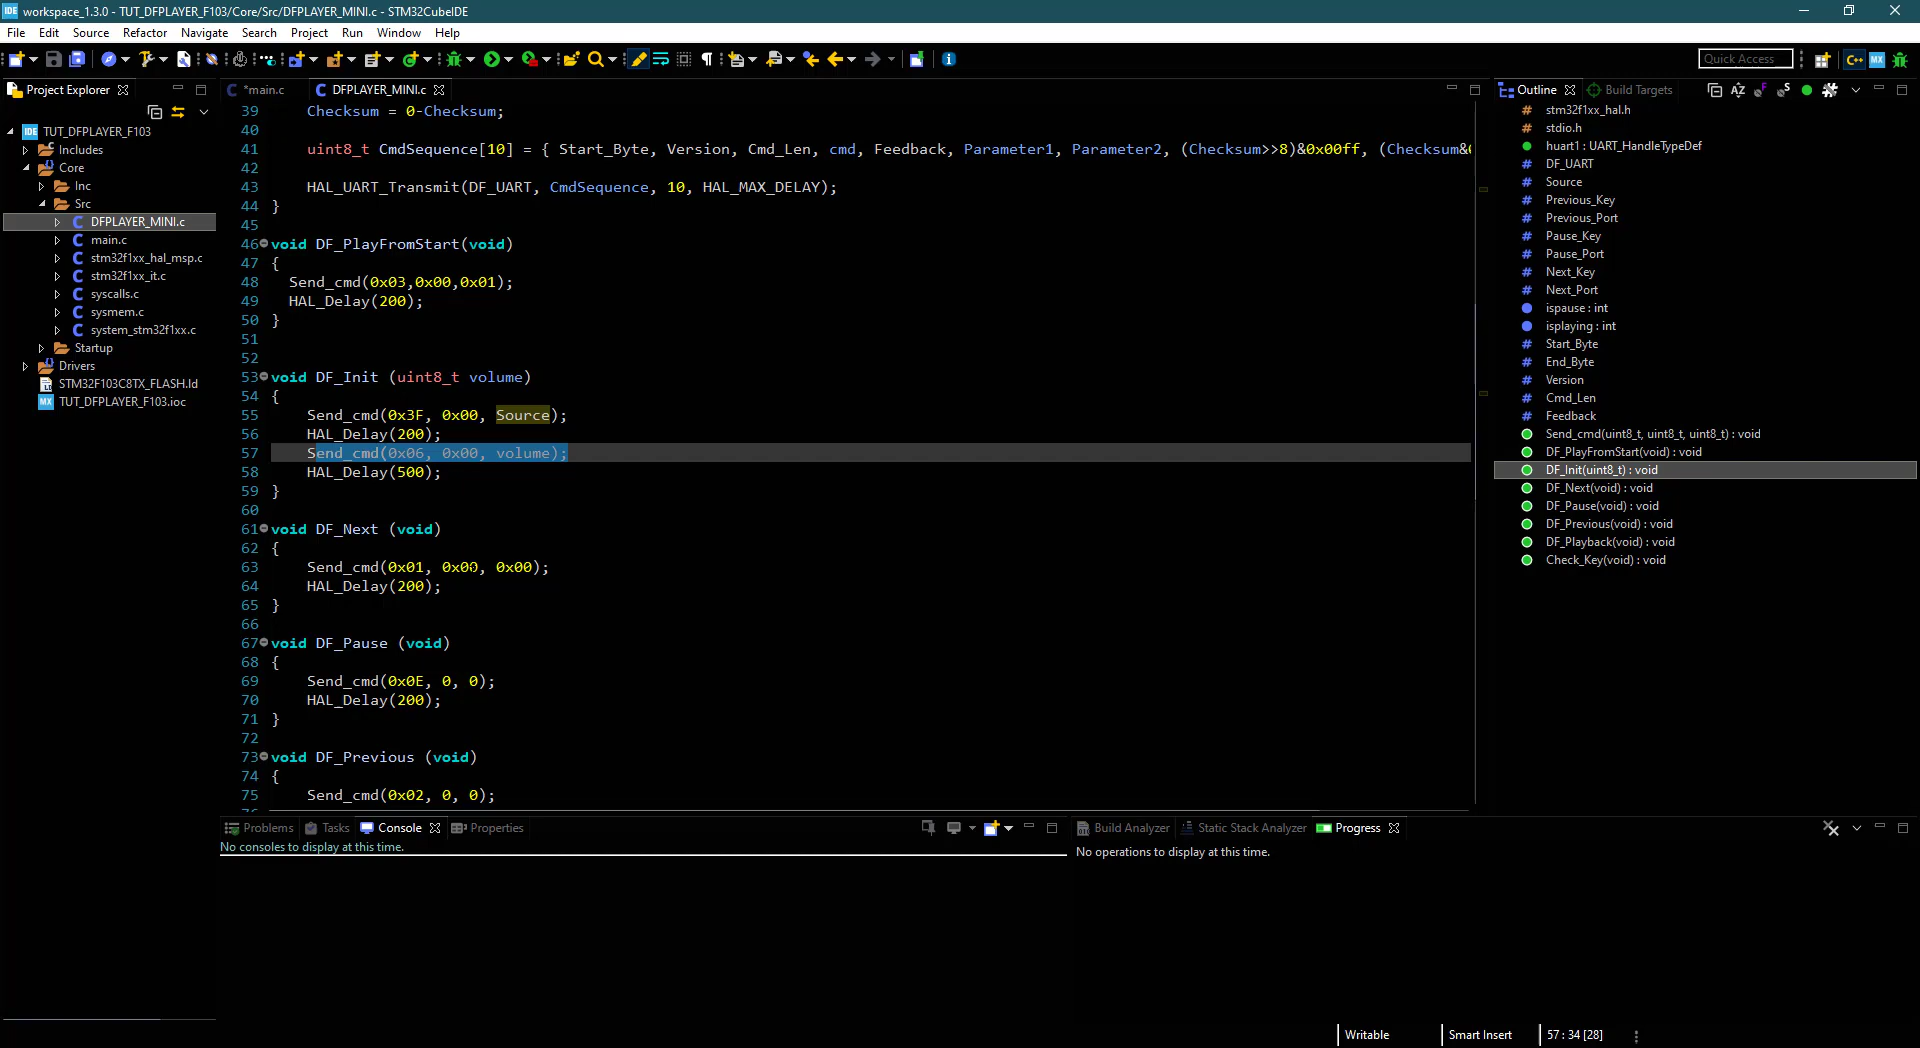 IDE workspace_1.3.0 - TUT_DFPLAYER_F103/Core/Src/DFPLAYER_MINI.c - STM32CubeIDE
File Edit Source Refactor Navigate Search Project Run Window Help
Quick Access
Project Explorer
IDE TUT_DFPLAYER_F103
Includes
Core
Inc
Src
DFPLAYER_MINI.c
main.c
stm32f1xx_hal_msp.c
stm32f1xx_it.c
syscalls.c
sysmem.c
system_stm32f1xx.c
Startup
Drivers
STM32F103C8TX_FLASH.ld
MX TUT_DFPLAYER_F103.ioc
*main.c DFPLAYER_MINI.c
39 Checksum = 0-Checksum;
40
41 uint8_t CmdSequence[10] = { Start_Byte, Version, Cmd_Len, cmd, Feedback, Parameter1, Parameter2, (Checksum>>8)&0x00ff, (Checksum&
42
43 HAL_UART_Transmit(DF_UART, CmdSequence, 10, HAL_MAX_DELAY);
44 }
45
46 void DF_PlayFromStart(void)
47 {
48 Send_cmd(0x03,0x00,0x01);
49 HAL_Delay(200);
50 }
51
52
53 void DF_Init (uint8_t volume)
54 {
55 Send_cmd(0x3F, 0x00, Source);
56 HAL_Delay(200);
57 Send_cmd(0x06, 0x00, volume);
58 HAL_Delay(500);
59 }
60
61 void DF_Next (void)
62 {
63 Send_cmd(0x01, 0x00, 0x00);
64 HAL_Delay(200);
65 }
66
67 void DF_Pause (void)
68 {
69 Send_cmd(0x0E, 0, 0);
70 HAL_Delay(200);
71 }
72
73 void DF_Previous (void)
74 {
75 Send_cmd(0x02, 0, 0);
Outline Build Targets
stm32f1xx_hal.h
stdio.h
huart1 : UART_HandleTypeDef
DF_UART
Source
Previous_Key
Previous_Port
Pause_Key
Pause_Port
Next_Key
Next_Port
ispause : int
isplaying : int
Start_Byte
End_Byte
Version
Cmd_Len
Feedback
Send_cmd(uint8_t, uint8_t, uint8_t) : void
DF_PlayFromStart(void) : void
DF_Init(uint8_t) : void
DF_Next(void) : void
DF_Pause(void) : void
DF_Previous(void) : void
DF_Playback(void) : void
Check_Key(void) : void
Problems Tasks Console Properties
No consoles to display at this time.
Build Analyzer Static Stack Analyzer Progress
No operations to display at this time.
Writable Smart Insert 57 : 34 [28]